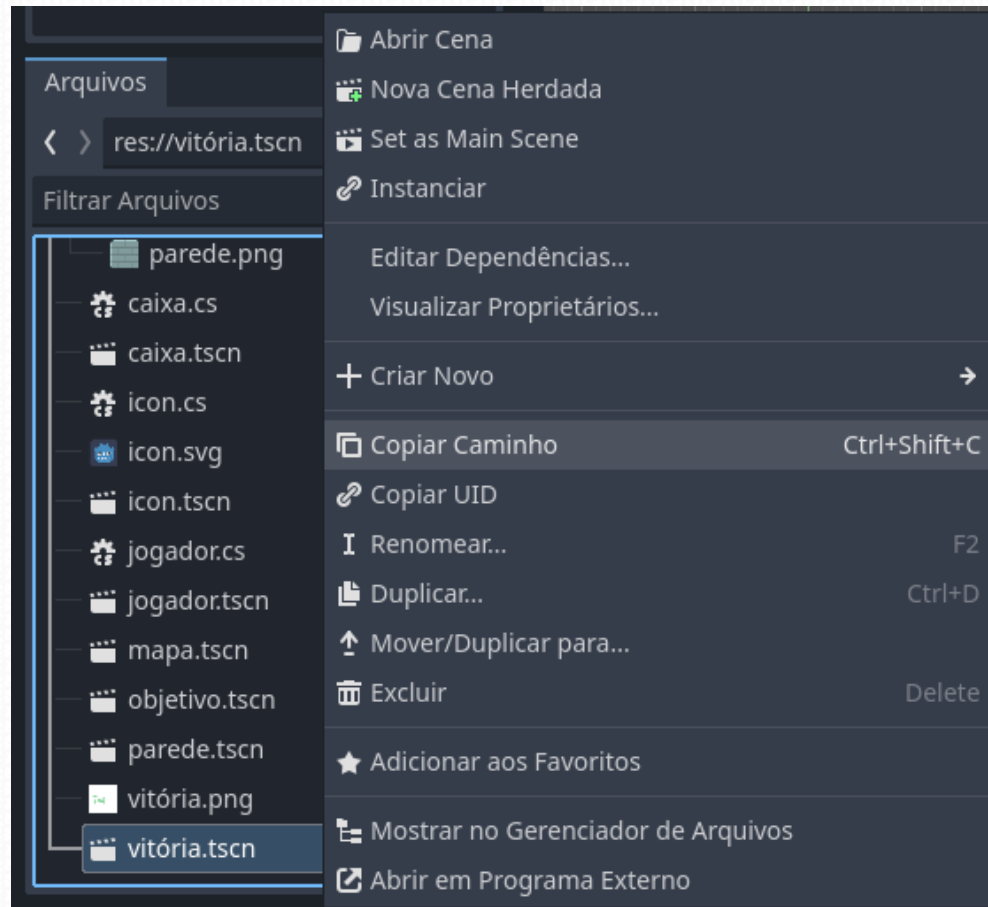 Arquivos
res://vitória.tscn
Filtrar Arquivos
parede.png
caixa.cs
caixa.tscn
icon.cs
icon.svg
icon.tscn
jogador.cs
jogador.tscn
mapa.tscn
objetivo.tscn
parede.tscn
vitória.png
vitória.tscn
Abrir Cena
Nova Cena Herdada
Set as Main Scene
Instanciar
Editar Dependências...
Visualizar Proprietários...
Criar Novo
Copiar Caminho Ctrl+Shift+C
Copiar UID
Renomear... F2
Duplicar... Ctrl+D
Mover/Duplicar para...
Excluir Delete
Adicionar aos Favoritos
Mostrar no Gerenciador de Arquivos
Abrir em Programa Externo